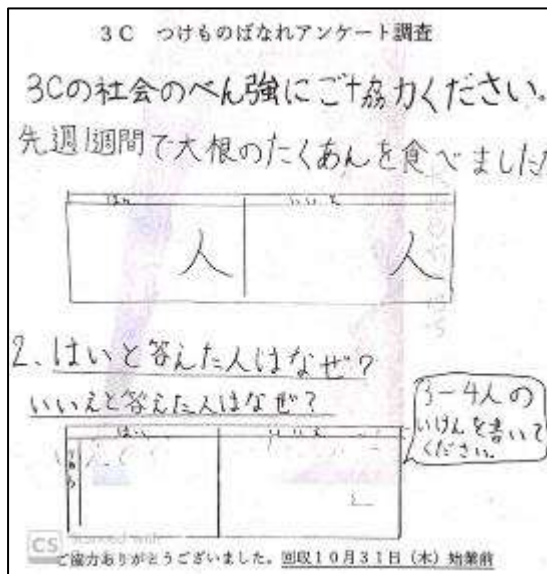 3C つけものばなれアンケート調査
3Cの社会のべん強にご協力ください。
先週1週間で大根のたくあんを食べました
はい いいえ
人 人
2、はいと答えた人はなぜ?
いいえと答えた人はなぜ?
3-4人の
いけんを書いて
ください。
はい いいえ
CS Scanned with
ご協力ありがとうございました。回収10月31日(木)始業前